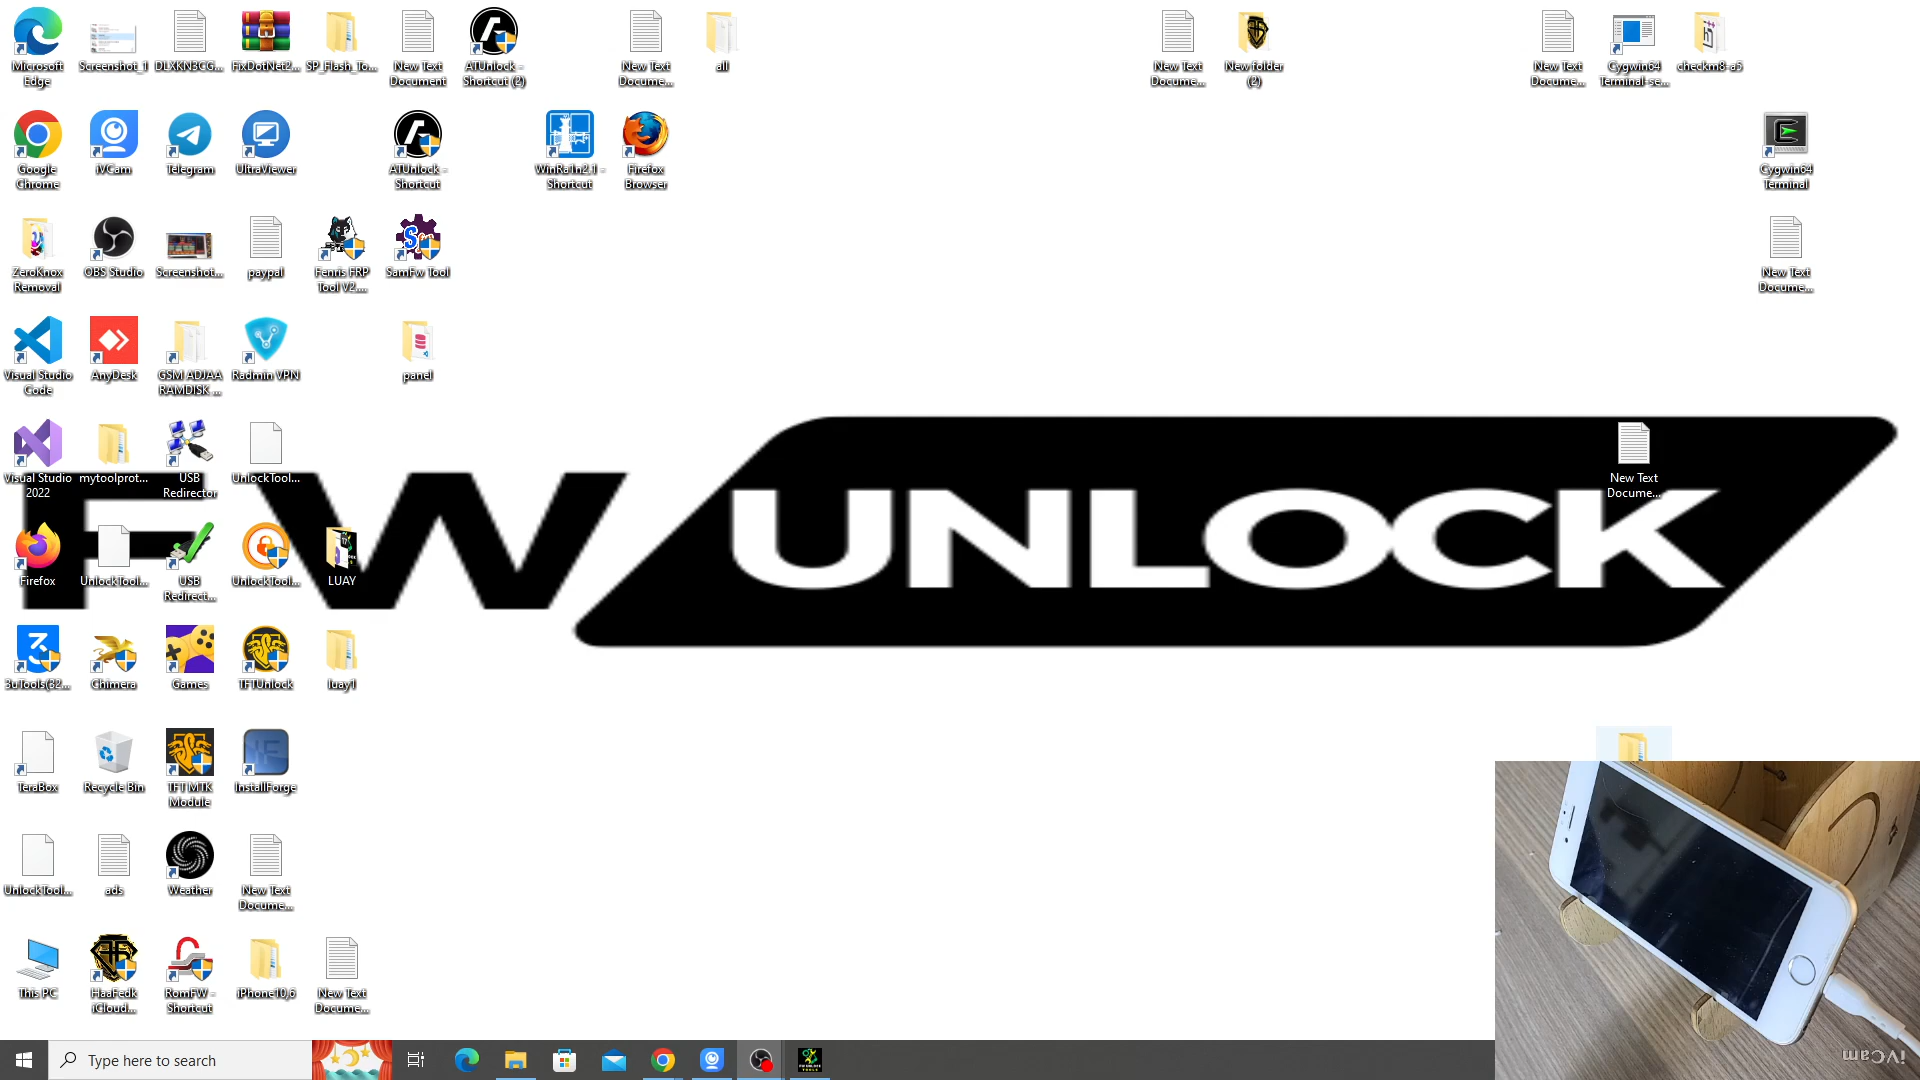 Microsoft Edge
Screenshot_1
DLXKN3CG...
FixDotNet2...
SP_Flash_To...
New Text Document
ATUnlock - Shortcut (2)
New Text Docume...
all
New Text Docume...
New folder (2)
New Text Docume...
Cygwin64 Terminal-se...
checkm8-a5
Google Chrome
iVCam
Telegram
UltraViewer
ATUnlock - Shortcut
WinRa1n2.1 - Shortcut
Firefox Browser
Cygwin64 Terminal
ZeroKnox Removal
OBS Studio
Screenshot...
paypal
Fenris FRP Tool V2....
SamFw Tool
New Text Docume...
Visual Studio Code
AnyDesk
GSM ADJAA RAMDISK ...
Radmin VPN
panel
Visual Studio 2022
mytoolprot...
USB Redirector
UnlockTool...
New Text Docume...
FW UNLOCK
Firefox
UnlockTool...
USB Redirect...
UnlockTool...
LUAY
3uTools(32...
Chimera
Games
TFTUnlock
luay1
TeraBox
Recycle Bin
TFT MTK Module
InstallForge
UnlockTool...
ads
Weather
New Text Docume...
This PC
HaaFedk iCloud...
RomFW - Shortcut
iPhone10,6
New Text Docume...
Type here to search
iVCam